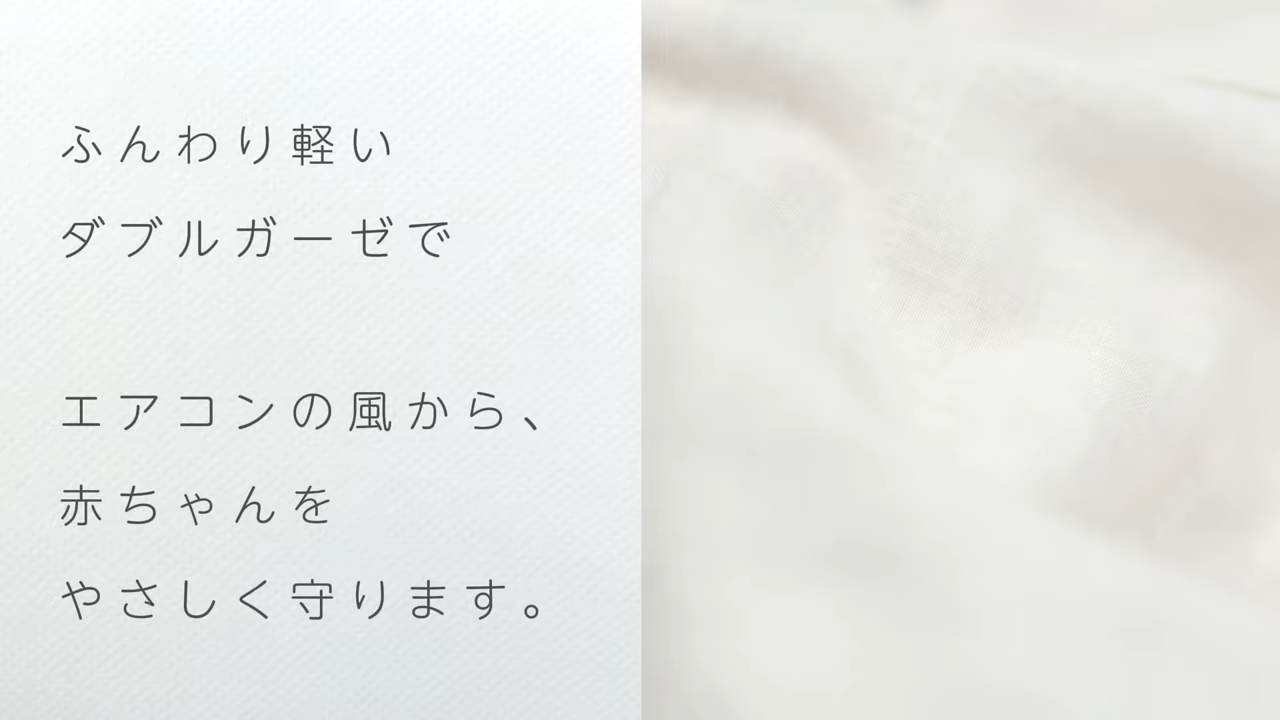 ふんわり軽い
ダブルガーゼで
エアコンの風から、
赤ちゃんを
やさしく守ります。